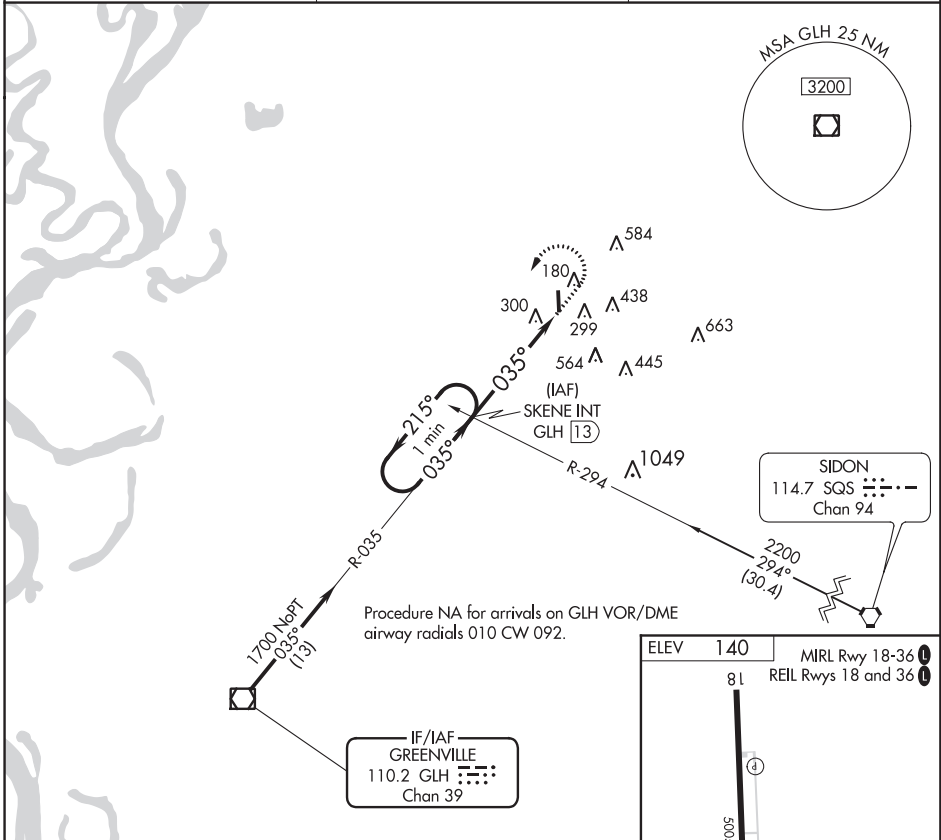 MSA GLH 25 NM
3200
584
180
300
438
299
663
564
445
035°
(IAF)
SKENE INT
GLH 13
215°
1 min
035°
1049
R-294
SIDON
114.7 SQS
Chan 94
2200
294°
(30.4)
R-035
Procedure NA for arrivals on GLH VOR/DME
airway radials 010 CW 092.
1700 NoPT
035°
(13)
IF/IAF
GREENVILLE
110.2 GLH
Chan 39
ELEV 140
MIRL Rwy 18-36 L
REIL Rwys 18 and 36 L
18
P